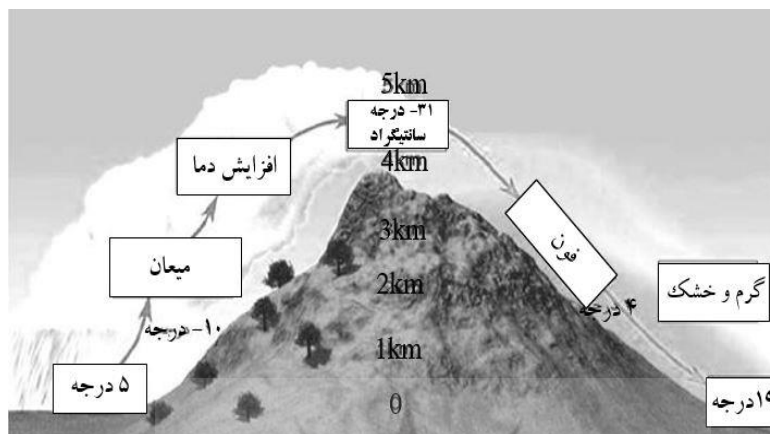 5km
-۳۱ درجه
سانتیگراد
4km
افزایش دما
3km
فون
میعان
2km
گرم و خشک
۴ درجه
-۱۰ درجه
1km
۵ درجه
0
۱۹درجه